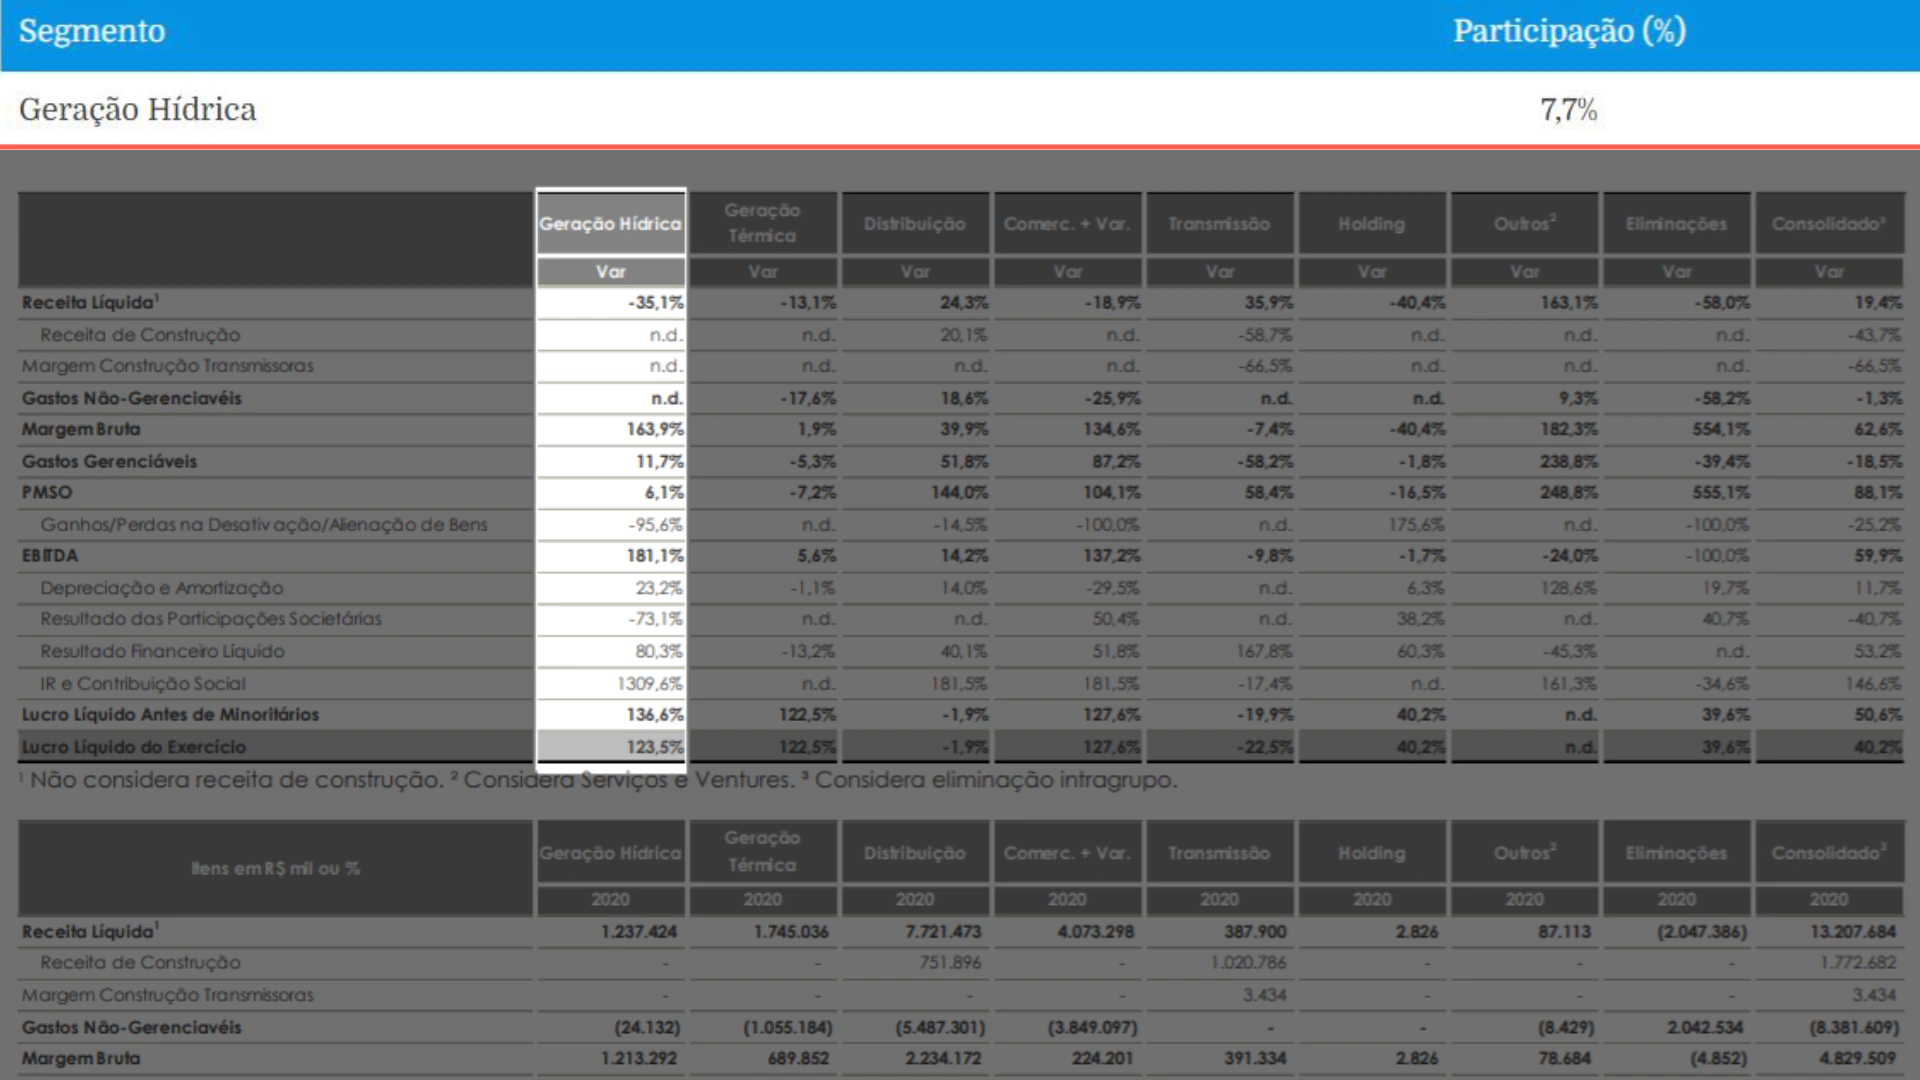 Segmento Participação (%)
Geração Hídrica 7,7%
Geração Hídrica Geração Térmica Distribuição Comerc. + Var. Transmissão Holding Outros² Eliminações Consolidado³
Var Var Var Var Var Var Var Var Var
Receita Líquida¹ -35,1% -13,1% 24,3% -18,9% 35,9% -40,4% 163,1% -58,0% 19,4%
Receita de Construção n.d. n.d. 20,1% n.d. -58,7% n.d. n.d. n.d. -43,7%
Margem Construção Transmissoras n.d. n.d. n.d. n.d. -66,5% n.d. n.d. n.d. -66,5%
Gastos Não-Gerenciavéis n.d. -17,6% 18,6% -25,9% n.d. n.d. 9,3% -58,2% -1,3%
Margem Bruta 163,9% 1,9% 39,9% 134,6% -7,4% -40,4% 182,3% 554,1% 62,6%
Gastos Gerenciáveis 11,7% -5,3% 51,8% 87,2% -58,2% -1,8% 238,8% -39,4% -18,5%
PMSO 6,1% -7,2% 144,0% 104,1% 58,4% -16,5% 248,8% 555,1% 88,1%
Ganhos/Perdas na Desativação/Alienação de Bens -95,6% n.d. -14,5% -100,0% n.d. 175,6% n.d. -100,0% -25,2%
EBITDA 181,1% 5,6% 14,2% 137,2% -9,8% -1,7% -24,0% -100,0% 59,9%
Depreciação e Amortização 23,2% -1,1% 14,0% -29,5% n.d. 6,3% 128,6% 19,7% 11,7%
Resultado das Participações Societárias -73,1% n.d. n.d. 50,4% n.d. 38,2% n.d. 40,7% -40,7%
Resultado Financeiro Líquido 80,3% -13,2% 40,1% 51,8% 167,8% 60,3% -45,3% n.d. 53,2%
IR e Contribuição Social 1309,6% n.d. 181,5% 181,5% -17,4% n.d. 161,3% -34,6% 146,6%
Lucro Líquido Antes de Minoritários 136,6% 122,5% -1,9% 127,6% -19,9% 40,2% n.d. 39,6% 50,6%
Lucro Líquido do Exercício 123,5% 122,5% -1,9% 127,6% -22,5% 40,2% n.d. 39,6% 40,2%
¹ Não considera receita de construção. ² Considera Serviços e Ventures. ³ Considera eliminação intragrupo.
Itens em R$ mil ou % Geração Hídrica Geração Térmica Distribuição Comerc. + Var. Transmissão Holding Outros² Eliminações Consolidado³
2020 2020 2020 2020 2020 2020 2020 2020 2020
Receita Líquida¹ 1.237.424 1.745.036 7.721.473 4.073.298 387.900 2.826 87.113 (2.047.386) 13.207.684
Receita de Construção - - 751.896 - 1.020.786 - - - 1.772.682
Margem Construção Transmissoras - - - - 3.434 - - - 3.434
Gastos Não-Gerenciavéis (24.132) (1.055.184) (5.487.301) (3.849.097) - - (8.429) 2.042.534 (8.381.609)
Margem Bruta 1.213.292 689.852 2.234.172 224.201 391.334 2.826 78.684 (4.852) 4.829.509